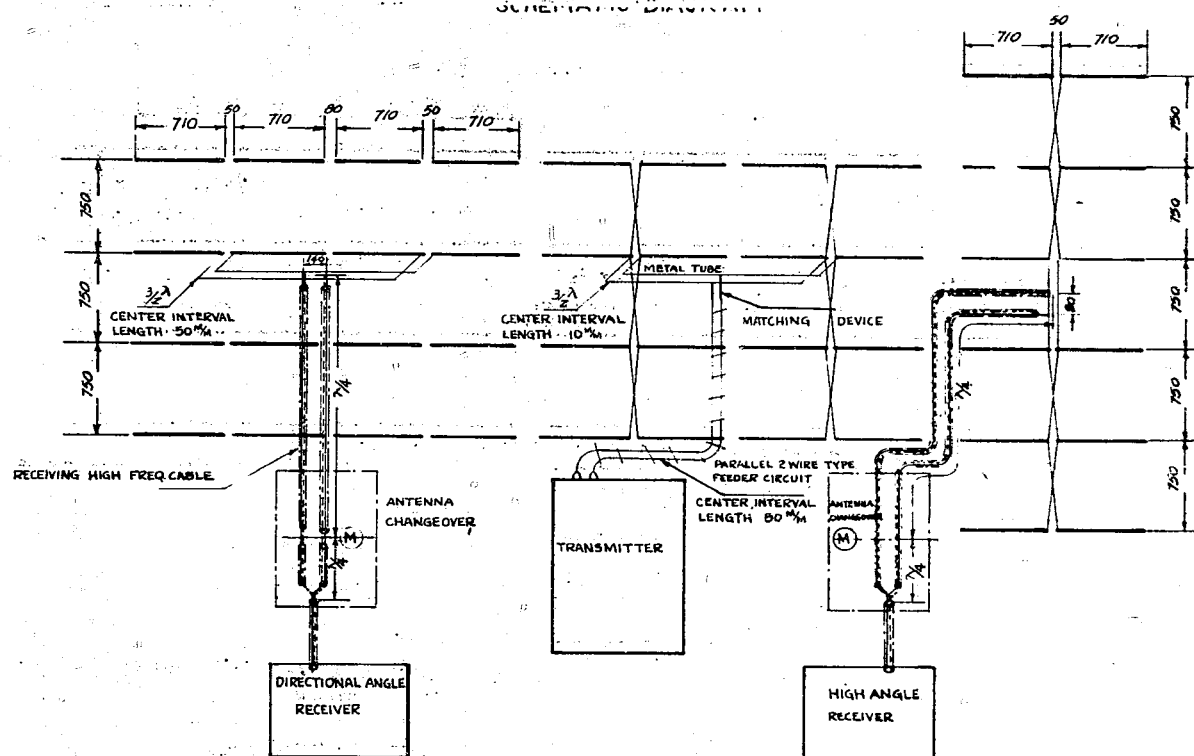 SCHEMATIC DIAGRAM
50
710 710
50 80 50
710 710 710 710
750
750
750
750
750
750
750
140
METAL TUBE
3/2 λ
CENTER INTERVAL
LENGTH 50 M/M
3/2 λ
CENTER INTERVAL
LENGTH 10 M/M
MATCHING DEVICE
80
λ/4
λ/4
RECEIVING HIGH FREQ. CABLE
ANTENNA
CHANGEOVER
M
λ/4
PARALLEL 2 WIRE TYPE
FEEDER CIRCUIT
CENTER INTERVAL
LENGTH 80 M/M
ANTENNA
CHANGEOVER
M
λ/4
TRANSMITTER
DIRECTIONAL ANGLE
RECEIVER
HIGH ANGLE
RECEIVER